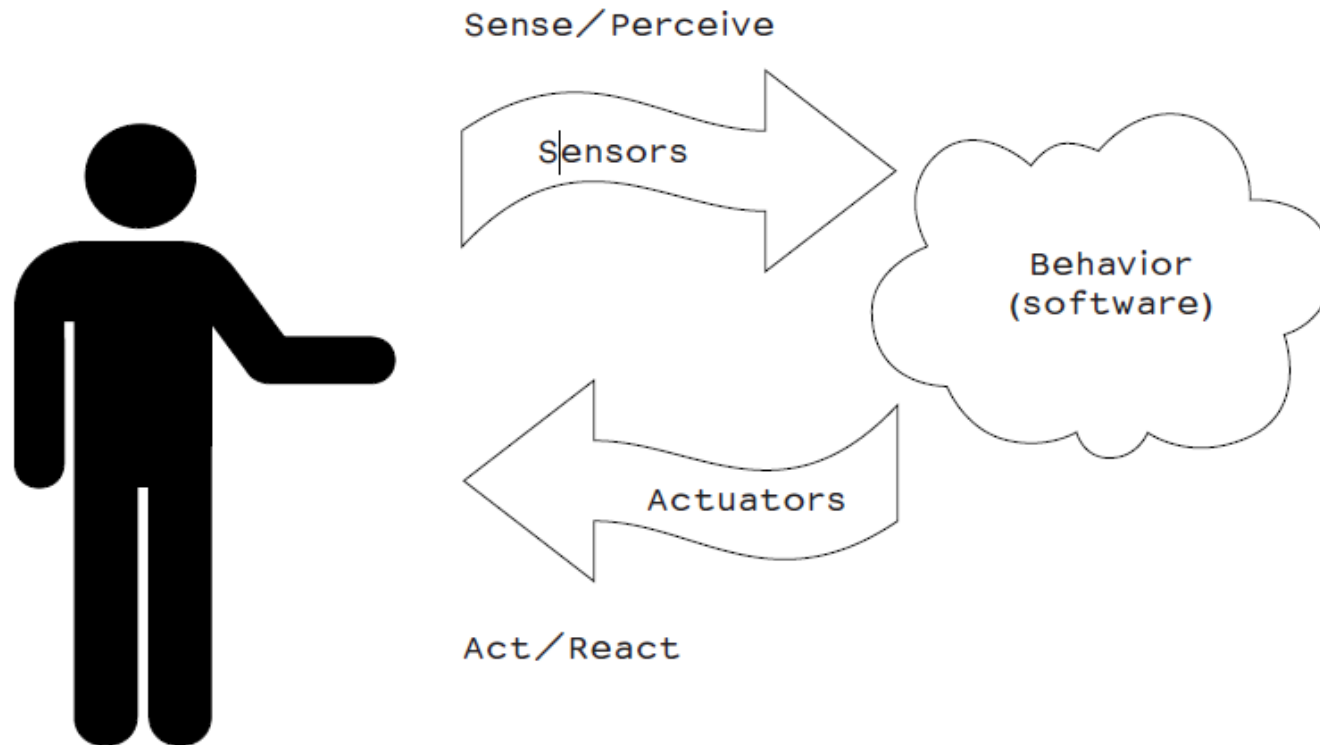 Sense/Perceive
Sensors
Behavior
(software)
Actuators
Act/React